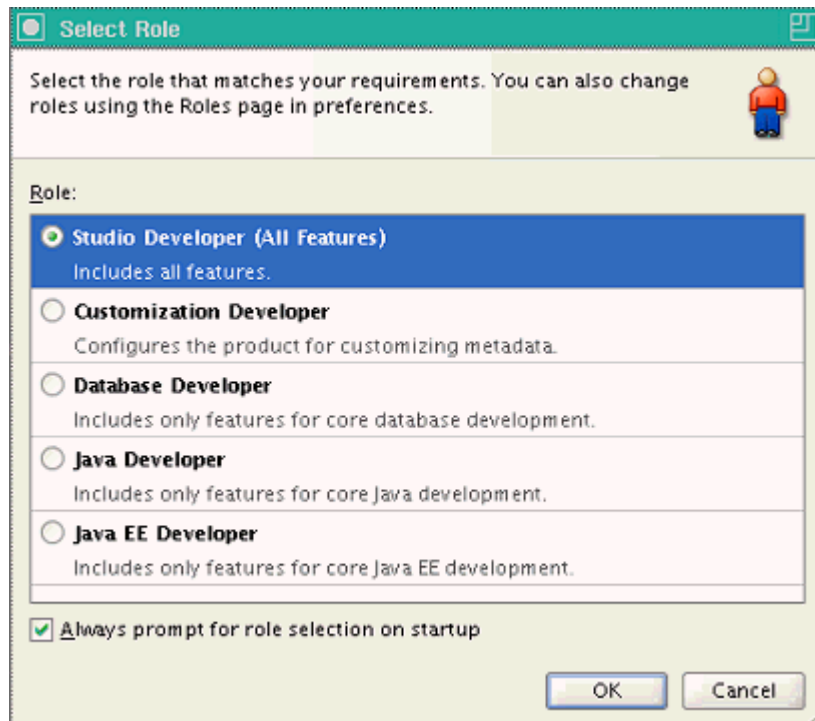 Select Role
Select the role that matches your requirements. You can also change
roles using the Roles page in preferences.
Role:
Studio Developer (All Features)
Includes all features.
Customization Developer
Configures the product for customizing metadata.
Database Developer
Includes only features for core database development.
Java Developer
Includes only features for core Java development.
Java EE Developer
Includes only features for core Java EE development.
Always prompt for role selection on startup
OK
Cancel